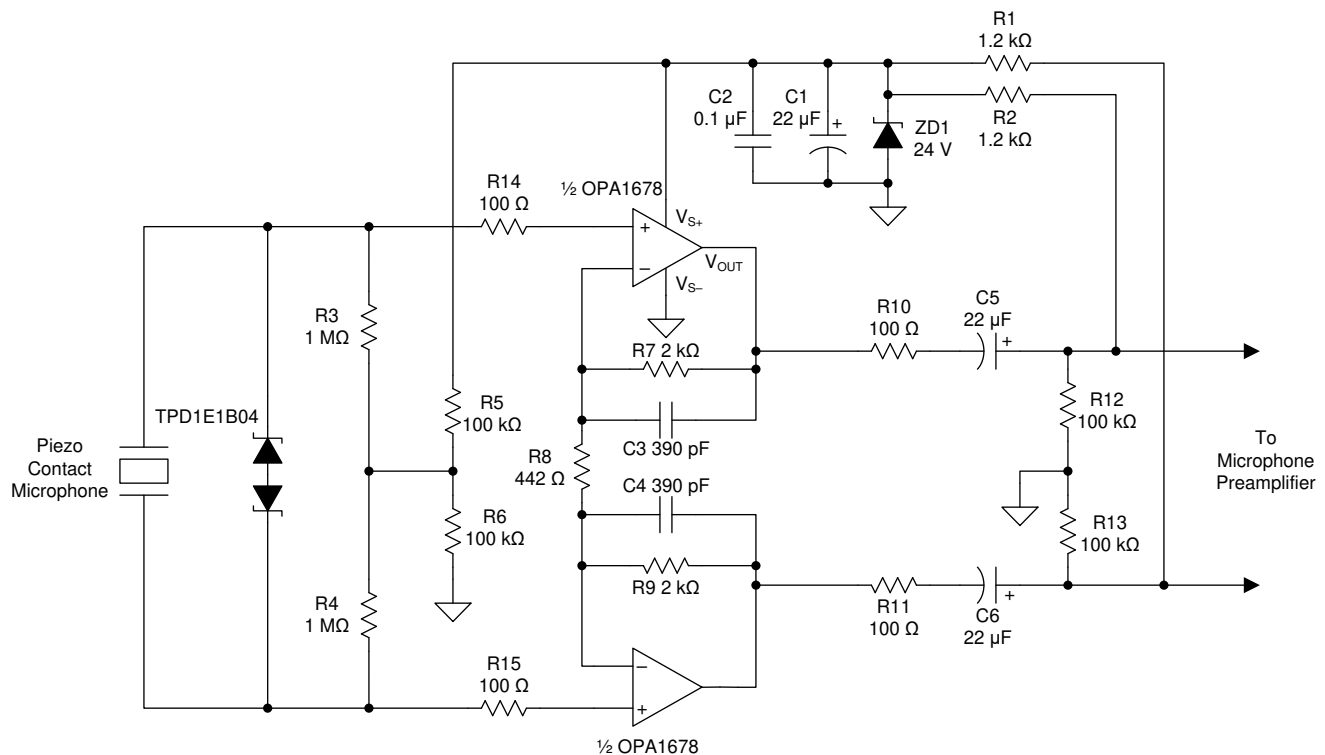 R1
1.2 kΩ
R2
1.2 kΩ
C2
0.1 µF
C1
22 µF
+
ZD1
24 V
R14
100 Ω
½ OPA1678
+
–
VS+
VOUT
VS–
R3
1 MΩ
R10
100 Ω
C5
22 µF
+
R7 2 kΩ
TPD1E1B04
R5
100 kΩ
R12
100 kΩ
C3 390 pF
Piezo
Contact
Microphone
R8
442 Ω
To
Microphone
Preamplifier
C4 390 pF
R6
100 kΩ
R13
100 kΩ
R9 2 kΩ
R4
1 MΩ
R11
100 Ω
C6
22 µF
+
R15
100 Ω
–
+
½ OPA1678